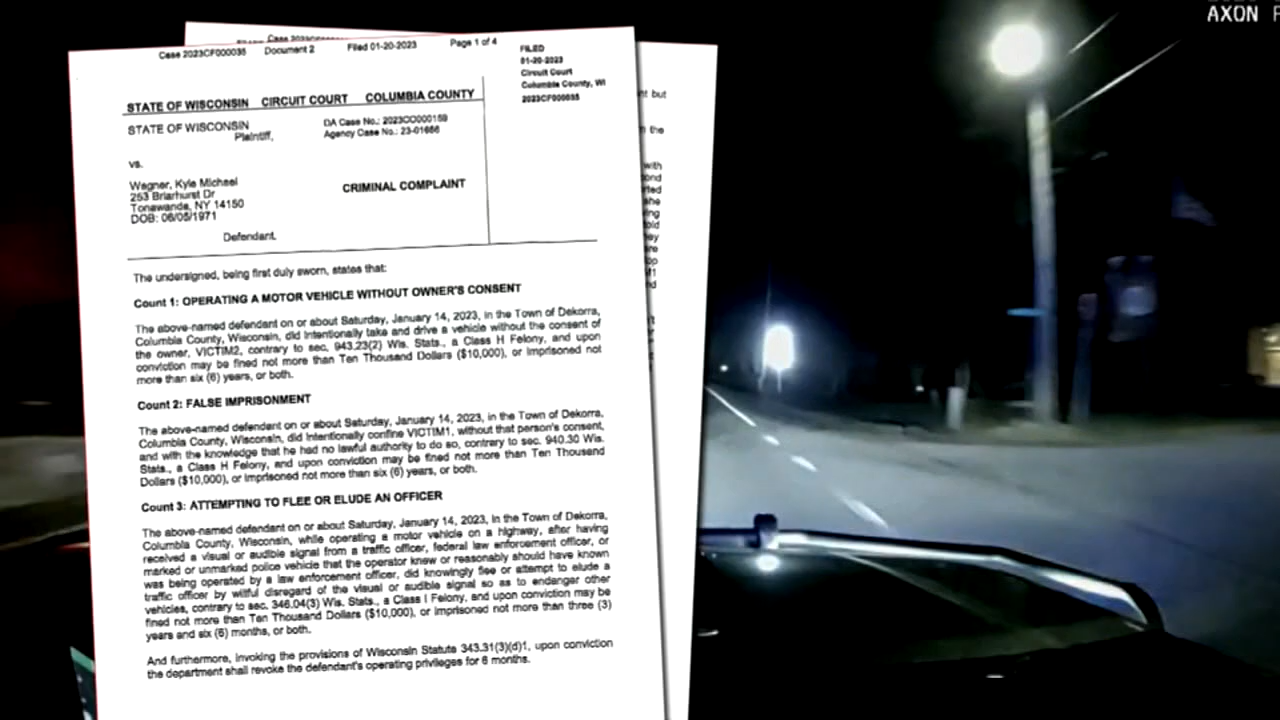 Case 2023CF000035 Document 2 Filed 01-20-2023 Page 1 of 4
FILED
01-20-2023
Circuit Court
Columbia County, WI
2023CF000035
STATE OF WISCONSIN CIRCUIT COURT COLUMBIA COUNTY
STATE OF WISCONSIN
Plaintiff,
DA Case No.: 2023CO000159
Agency Case No.: 23-01666
vs.
Wagner, Kyle Michael
253 Briarhurst Dr
Tonawanda, NY 14150
DOB: 06/05/1971
CRIMINAL COMPLAINT
Defendant.
The undersigned, being first duly sworn, states that:
Count 1: OPERATING A MOTOR VEHICLE WITHOUT OWNER'S CONSENT
The above-named defendant on or about Saturday, January 14, 2023, in the Town of Dekorra,
Columbia County, Wisconsin, did intentionally take and drive a vehicle without the consent of
the owner, VICTIM2, contrary to sec. 943.23(2) Wis. Stats., a Class H Felony, and upon
conviction may be fined not more than Ten Thousand Dollars ($10,000), or imprisoned not
more than six (6) years, or both.
Count 2: FALSE IMPRISONMENT
The above-named defendant on or about Saturday, January 14, 2023, in the Town of Dekorra,
Columbia County, Wisconsin, did intentionally confine VICTIM1, without that person's consent,
and with the knowledge that he had no lawful authority to do so, contrary to sec. 940.30 Wis.
Stats., a Class H Felony, and upon conviction may be fined not more than Ten Thousand
Dollars ($10,000), or imprisoned not more than six (6) years, or both.
Count 3: ATTEMPTING TO FLEE OR ELUDE AN OFFICER
The above-named defendant on or about Saturday, January 14, 2023, in the Town of Dekorra,
Columbia County, Wisconsin, while operating a motor vehicle on a highway, after having
received a visual or audible signal from a traffic officer, federal law enforcement officer, or
marked or unmarked police vehicle that the operator knew or reasonably should have known
was being operated by a law enforcement officer, did knowingly flee or attempt to elude a
traffic officer by willful disregard of the visual or audible signal so as to endanger other
vehicles, contrary to sec. 346.04(3) Wis. Stats., a Class I Felony, and upon conviction may be
fined not more than Ten Thousand Dollars ($10,000), or imprisoned not more than three (3)
years and six (6) months, or both.
And furthermore, invoking the provisions of Wisconsin Statute 343.31(3)(d)1, upon conviction
the department shall revoke the defendant's operating privileges for 6 months.
but
the
with
AXON